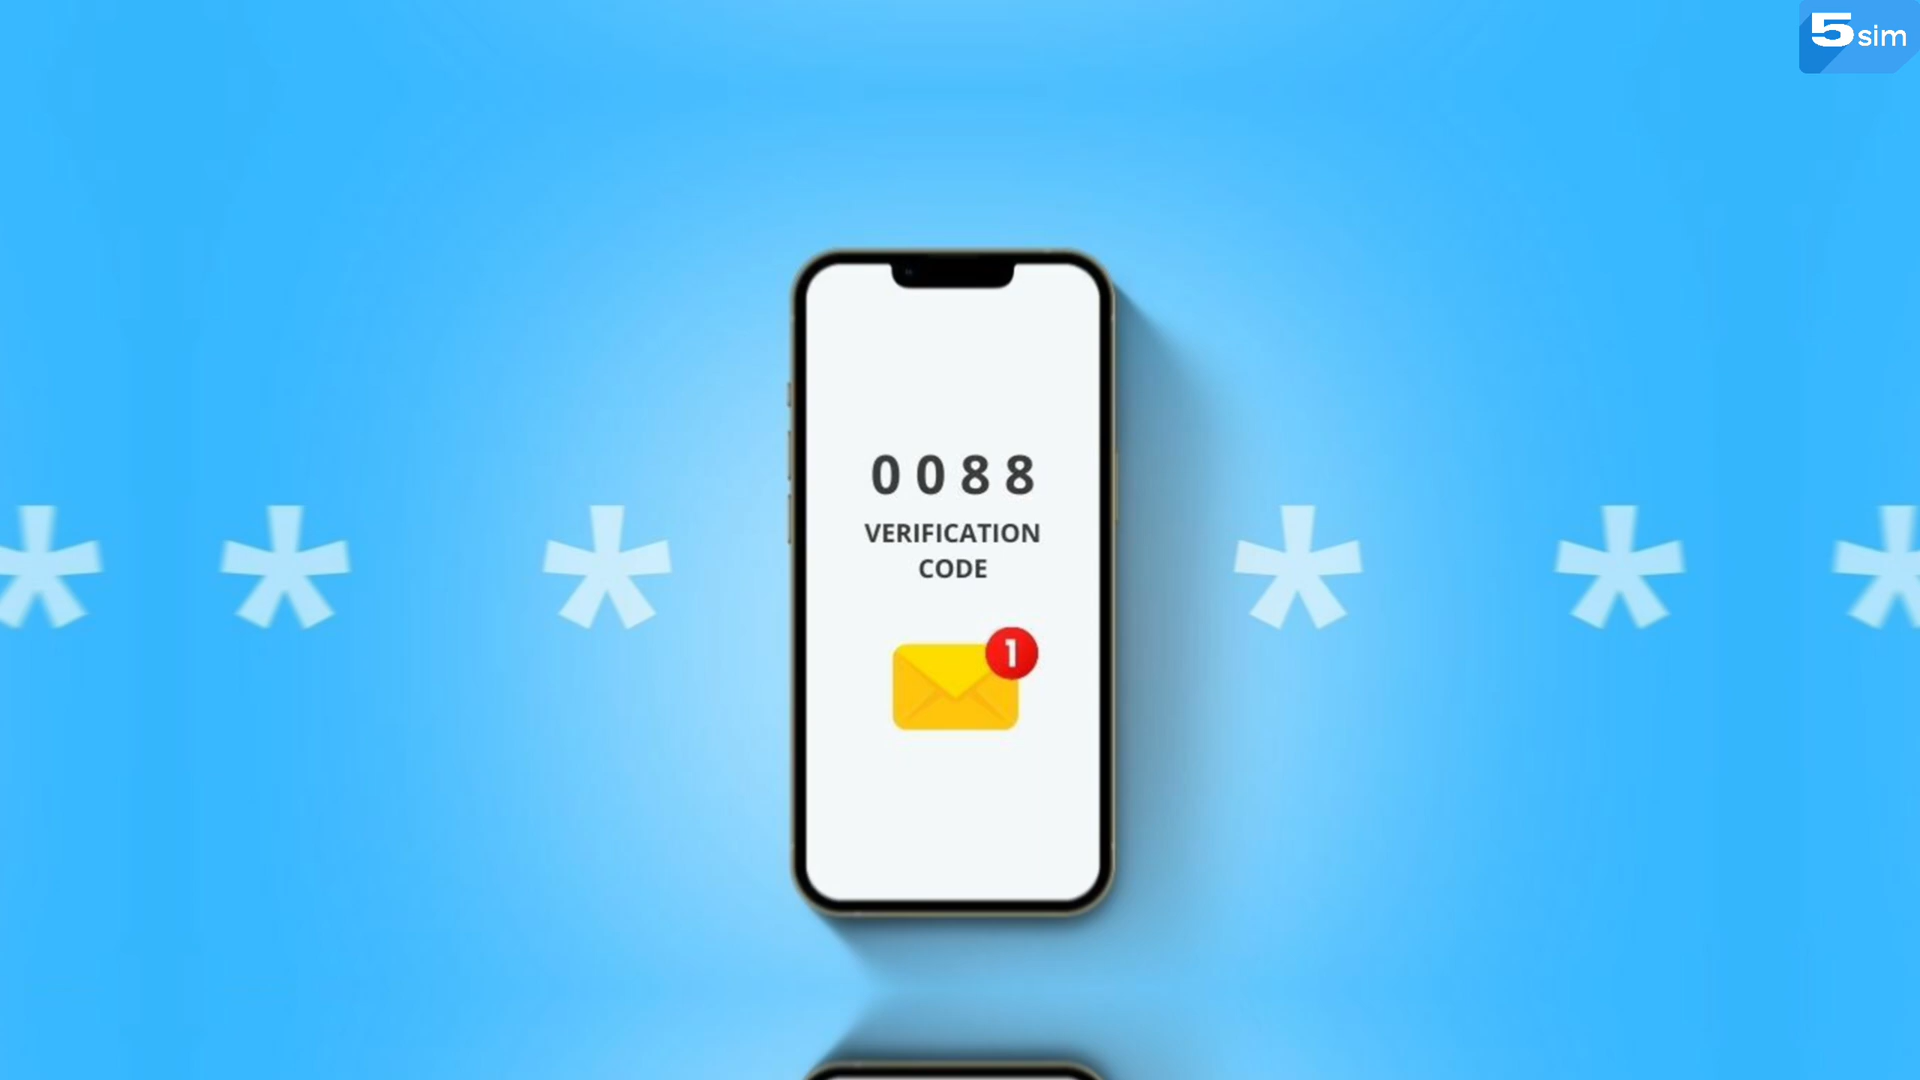 5sim
0088
VERIFICATION
CODE
1
* * * * * *